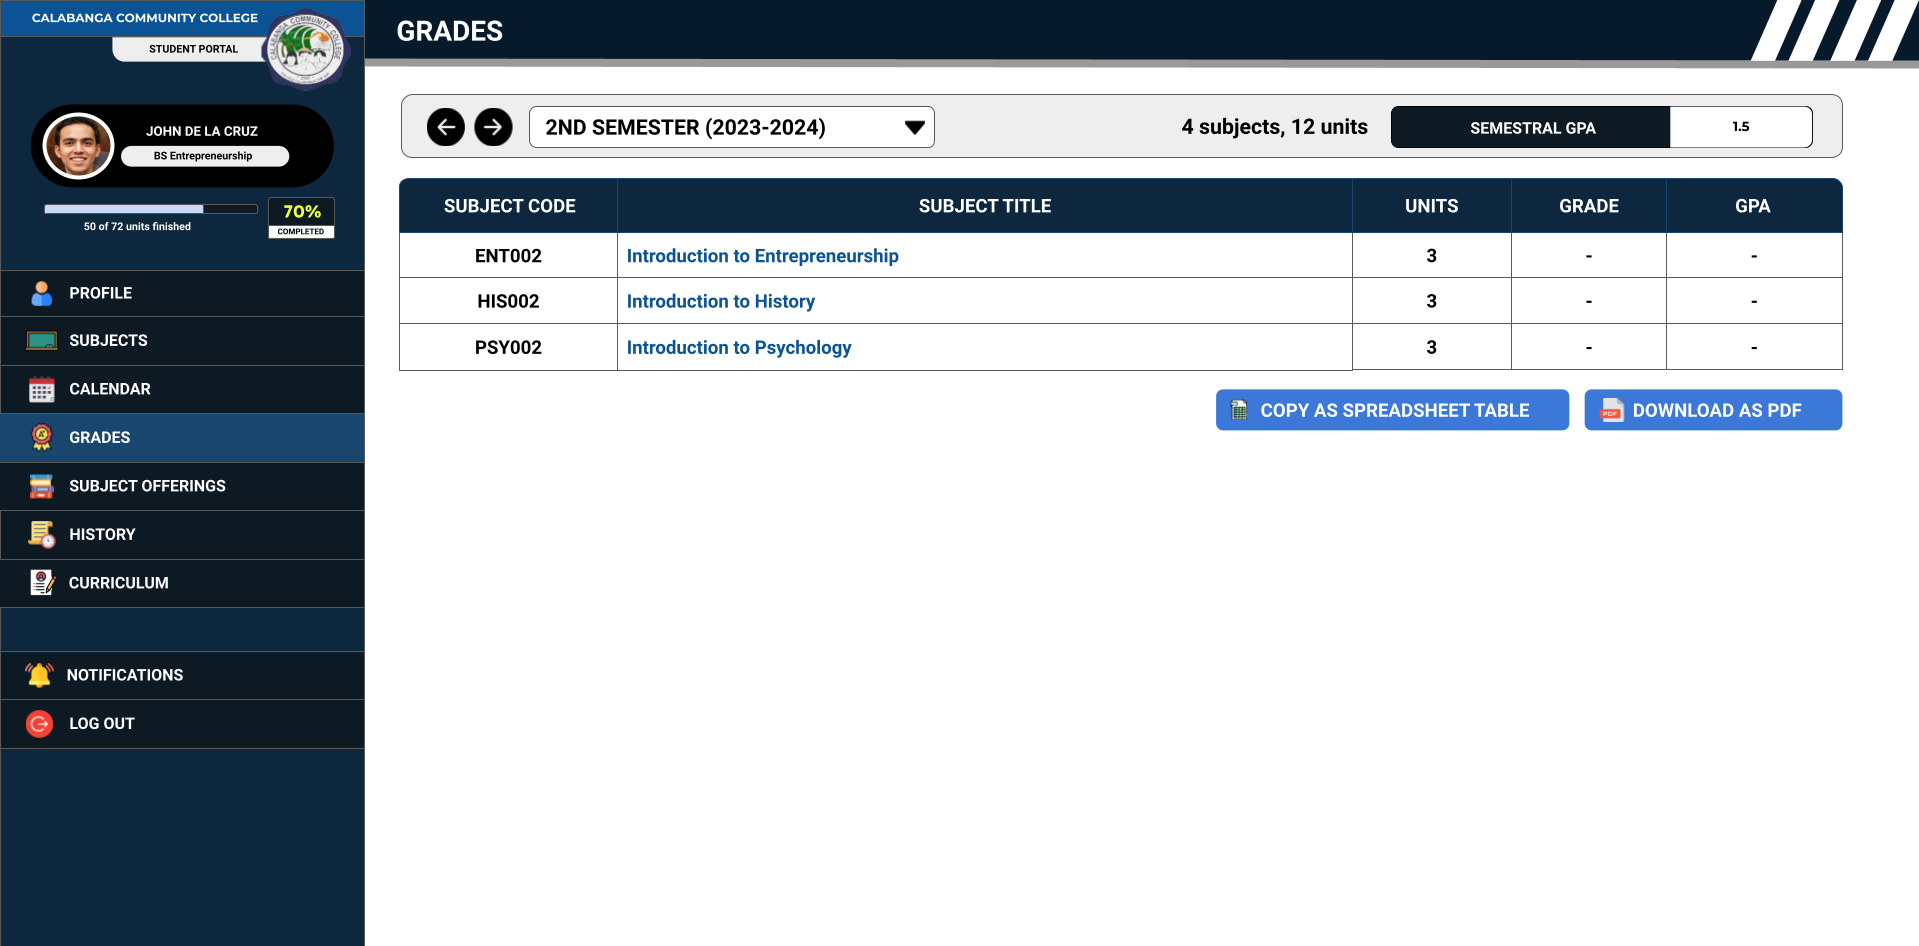 CALABANGA COMMUNITY COLLEGE
STUDENT PORTAL
JOHN DE LA CRUZ
BS Entrepreneurship
50 of 72 units finished
70%
COMPLETED
PROFILE
SUBJECTS
CALENDAR
GRADES
SUBJECT OFFERINGS
HISTORY
CURRICULUM
NOTIFICATIONS
LOG OUT
GRADES
2ND SEMESTER (2023-2024)
4 subjects, 12 units
SEMESTRAL GPA 1.5
SUBJECT CODE SUBJECT TITLE UNITS GRADE GPA
ENT002 Introduction to Entrepreneurship 3 - -
HIS002 Introduction to History 3 - -
PSY002 Introduction to Psychology 3 - -
COPY AS SPREADSHEET TABLE
PDF DOWNLOAD AS PDF